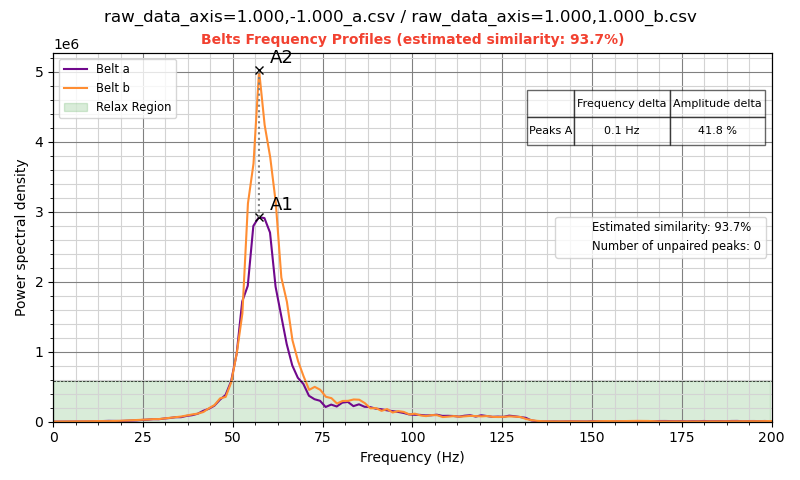 raw_data_axis=1.000,-1.000_a.csv / raw_data_axis=1.000,1.000_b.csv
Belts Frequency Profiles (estimated similarity: 93.7%)
1e6
Belt a
Belt b
Relax Region
A2
A1
Frequency delta Amplitude delta
Peaks A 0.1 Hz 41.8 %
Estimated similarity: 93.7%
Number of unpaired peaks: 0
Power spectral density
5
4
3
2
1
0
0 25 50 75 100 125 150 175 200
Frequency (Hz)